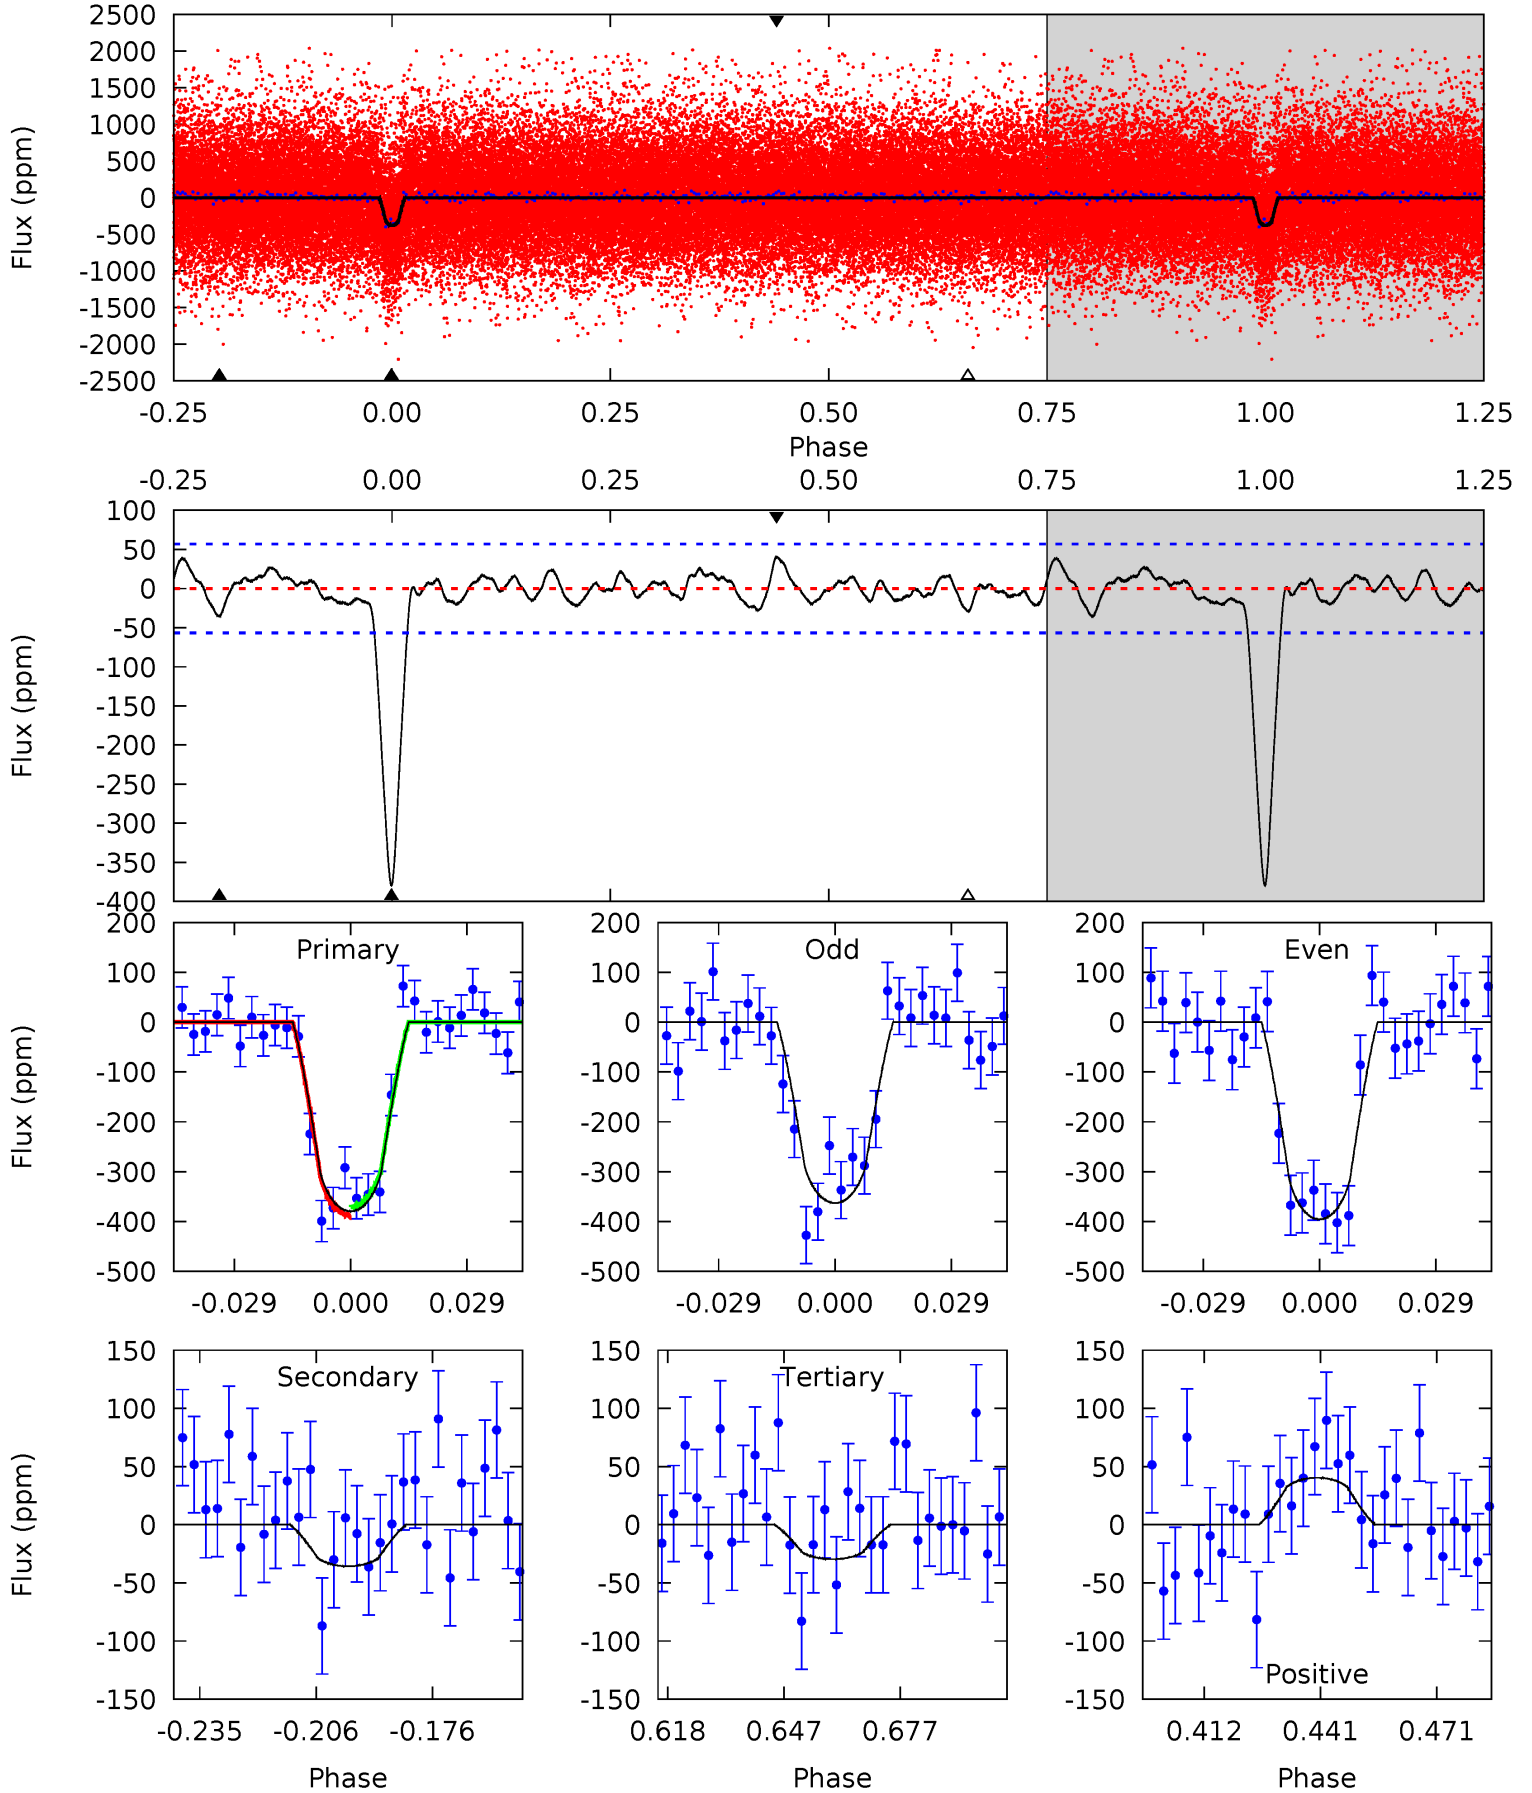 2500
2000
1500
1000
500
0
-500
-1000
-1500
-2000
-2500
Flux (ppm)
-0.25 0.00 0.25 0.50 0.75 1.00 1.25
Phase
-0.25 0.00 0.25 0.50 0.75 1.00 1.25
100
50
0
-50
-100
-150
-200
-250
-300
-350
-400
Flux (ppm)
Primary Odd Even
200 200 200
100 100 100
0 0 0
-100 -100 -100
-200 -200 -200
-300 -300 -300
-400 -400 -400
-500 -500 -500
Flux (ppm)
-0.029 0.000 0.029 -0.029 0.000 0.029 -0.029 0.000 0.029
Secondary Tertiary Positive
150 150 150
100 100 100
50 50 50
0 0 0
-50 -50 -50
-100 -100 -100
-150 -150 -150
Flux (ppm)
-0.235 -0.206 -0.176 0.618 0.647 0.677 0.412 0.441 0.471
Phase Phase Phase